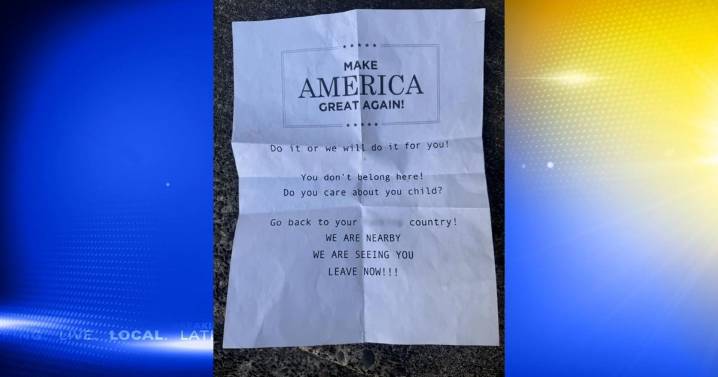 MAKE
AMERICA
GREAT AGAIN!
Do it or we will do it for you!
You don't belong here!
Do you care about you child?
Go back to your country!
WE ARE NEARBY
WE ARE SEEING YOU
LEAVE NOW!!!
LIVE. LOCAL. LAT